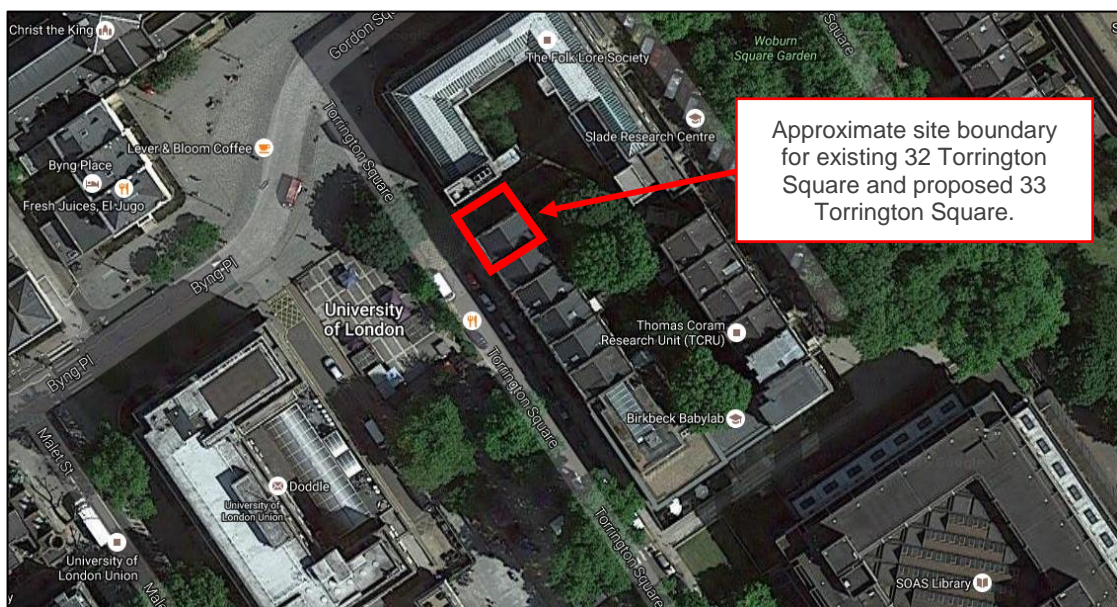 Christ the King
Gordon Squ
Square
Woburn
Square Garden
The Folk Lore Society
Torrington Square
Slade Research Centre
Lever & Bloom Coffee
Approximate site boundary
for existing 32 Torrington
Square and proposed 33
Torrington Square.
Byng Place
Fresh Juices, El Jugo
Byng Pl
University
of London
Thomas Coram
Research Unit (TCRU)
Torrington Square
Byng Pl
Birkbeck Babylab
Malet St
Doddle
University of
London Union
Torrington Square
University of
London Union
SOAS Library
Male
y
S